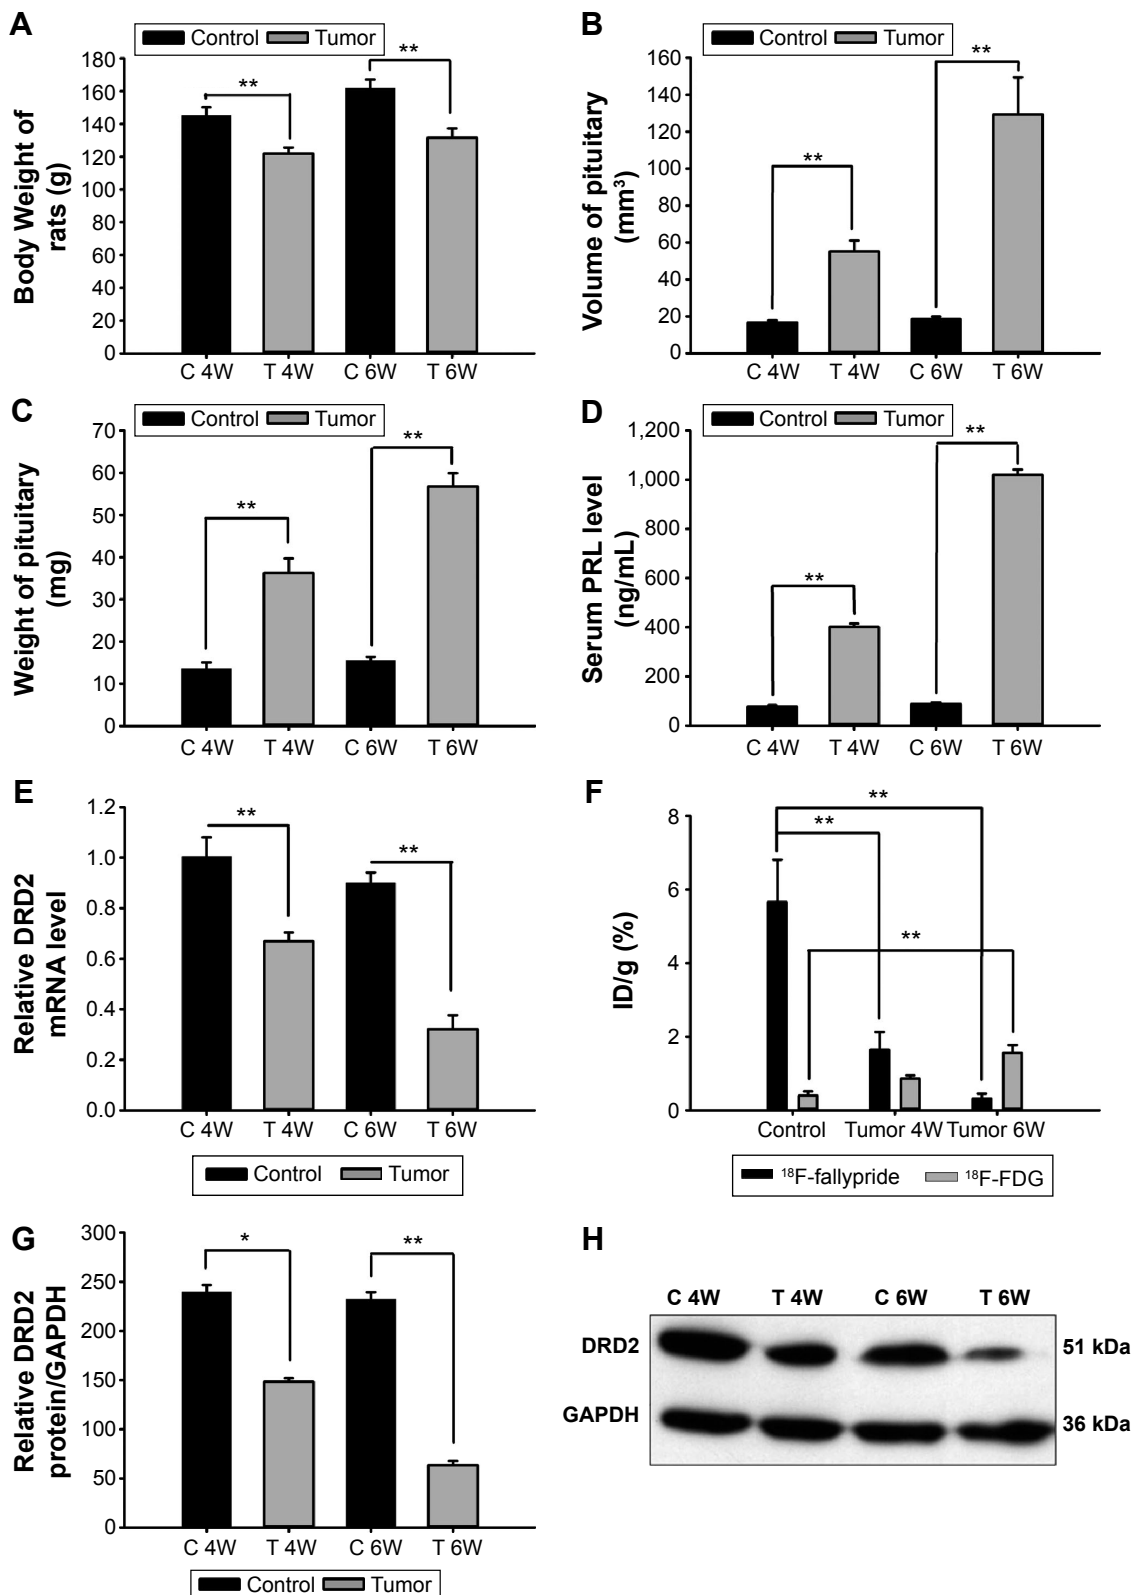 A
Control Tumor
Body Weight of
rats (g)
180
160
140
120
100
80
60
40
20
0
**
**
C 4W T 4W C 6W T 6W
B
Control Tumor
Volume of pituitary
(mm³)
160
140
120
100
80
60
40
20
0
**
**
C 4W T 4W C 6W T 6W
C
Control Tumor
Weight of pituitary
(mg)
70
60
50
40
30
20
10
0
**
**
C 4W T 4W C 6W T 6W
D
Control Tumor
Serum PRL level
(ng/mL)
1,200
1,000
800
600
400
200
0
**
**
C 4W T 4W C 6W T 6W
E
Relative DRD2
mRNA level
1.2
1.0
0.8
0.6
0.4
0.2
0.0
**
**
C 4W T 4W C 6W T 6W
Control Tumor
F
ID/g (%)
8
6
4
2
0
**
**
**
Control Tumor 4W Tumor 6W
¹⁸F-fallypride ¹⁸F-FDG
G
Relative DRD2
protein/GAPDH
300
250
200
150
100
50
0
*
**
C 4W T 4W C 6W T 6W
Control Tumor
H
C 4W T 4W C 6W T 6W
DRD2 51 kDa
GAPDH 36 kDa